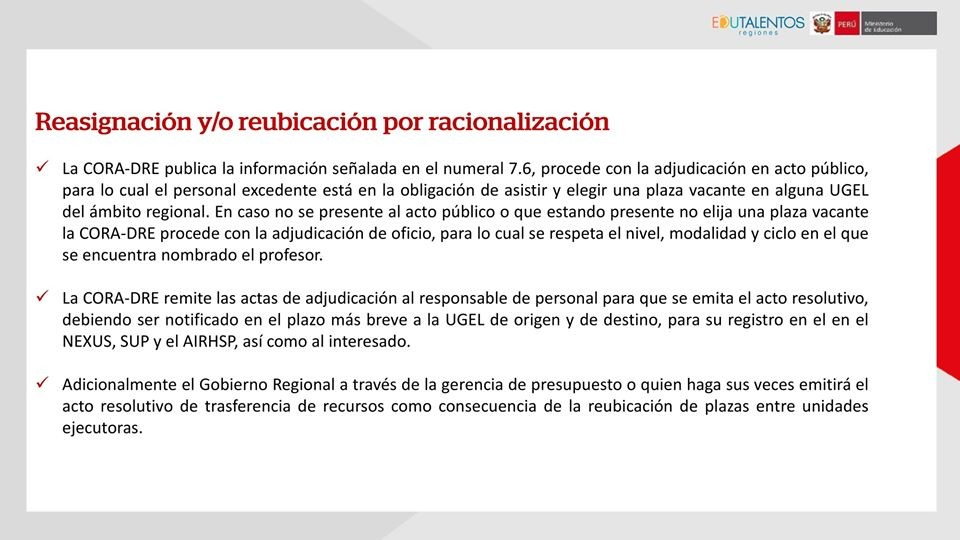 EDUTALENTOS
regiones
PERÚ
Ministerio
de Educación
Reasignación y/o reubicación por racionalización
✓ La CORA-DRE publica la información señalada en el numeral 7.6, procede con la adjudicación en acto público,
para lo cual el personal excedente está en la obligación de asistir y elegir una plaza vacante en alguna UGEL
del ámbito regional. En caso no se presente al acto público o que estando presente no elija una plaza vacante
la CORA-DRE procede con la adjudicación de oficio, para lo cual se respeta el nivel, modalidad y ciclo en el que
se encuentra nombrado el profesor.
✓ La CORA-DRE remite las actas de adjudicación al responsable de personal para que se emita el acto resolutivo,
debiendo ser notificado en el plazo más breve a la UGEL de origen y de destino, para su registro en el en el
NEXUS, SUP y el AIRHSP, así como al interesado.
✓ Adicionalmente el Gobierno Regional a través de la gerencia de presupuesto o quien haga sus veces emitirá el
acto resolutivo de trasferencia de recursos como consecuencia de la reubicación de plazas entre unidades
ejecutoras.